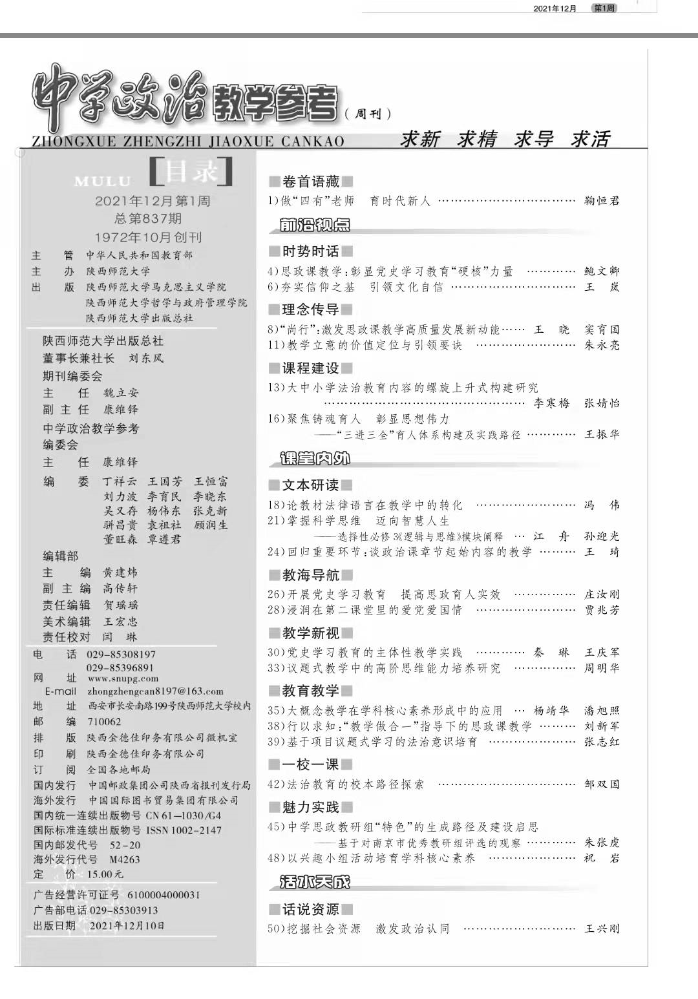 2021年12月 第1周
中学政治教学参考(周刊)
ZHONGXUE ZHENGZHI JIAOXUE CANKAO
求新 求精 求导 求活
MULU 【目录】
2021年12月第1周
总第837期
1972年10月创刊
主 管 中华人民共和国教育部
主 办 陕西师范大学
出 版 陕西师范大学马克思主义学院
陕西师范大学哲学与政府管理学院
陕西师范大学出版总社
陕西师范大学出版总社
董事长兼社长 刘东风
期刊编委会
主 任 魏立安
副 主 任 康维铎
中学政治教学参考
编委会
主 任 康维铎
编 委 丁祥云 王国芳 王恒富
刘力波 李育民 李晓东
吴又存 杨伟东 张克新
骈昌贵 袁祖社 顾润生
董旺森 覃遵君
编辑部
主 编 黄建炜
副 主 编 高传轩
责任编辑 贺瑶瑶
美术编辑 王宏忠
责任校对 闫 琳
电 话 029-85308197
029-85396891
网 址 www.snupg.com
E-mail zhongzhengcan8197@163.com
地 址 西安市长安南路199号陕西师范大学校内
邮 编 710062
排 版 陕西金德佳印务有限公司微机室
印 刷 陕西金德佳印务有限公司
订 阅 全国各地邮局
国内发行 中国邮政集团公司陕西省报刊发行局
海外发行 中国国际图书贸易集团有限公司
国内统一连续出版物号 CN 61—1030/G4
国际标准连续出版物号 ISSN 1002-2147
国内邮发代号 52-20
海外发行代号 M4263
定 价 15.00元
广告经营许可证号 6100004000031
广告部电话 029-85303913
出版日期 2021年12月10日
卷首语藏
1)做“四有”老师 育时代新人 …………………………… 鞠恒君
前沿视点
时势时话
4)思政课教学:彰显党史学习教育“硬核”力量 ………… 鲍文卿
6)夯实信仰之基 引领文化自信 ………………………… 王 岚
理念传导
8)“尚行”:激发思政课教学高质量发展新动能…… 王 晓 窦育国
11)教学立意的价值定位与引领要诀 …………………… 朱永亮
课程建设
13)大中小学法治教育内容的螺旋上升式构建研究
………………………………………… 李寒梅 张婧怡
16)聚焦铸魂育人 彰显思想伟力
——“三进三全”育人体系构建及实践路径 ………… 王振华
课堂内外
文本研读
18)论教材法律语言在教学中的转化 …………………… 冯 伟
21)掌握科学思维 迈向智慧人生
——选择性必修3《逻辑与思维》模块阐释 … 江 舟 孙迎光
24)回归重要环节:谈政治课章节起始内容的教学 ……… 王 琦
教海导航
26)开展党史学习教育 提高思政育人实效 …………… 庄汝刚
28)浸润在第二课堂里的爱党爱国情 …………………… 贾兆芳
教学新视
30)党史学习教育的主体性教学实践 ………… 秦 琳 王庆军
33)议题式教学中的高阶思维能力培养研究 …………… 周明华
教育教学
35)大概念教学在学科核心素养形成中的应用 … 杨靖华 潘旭照
38)行以求知:“教学做合一”指导下的思政课教学 ……… 刘新军
39)基于项目议题式学习的法治意识培育 ………………… 张志红
一校一课
42)法治教育的校本路径探索 …………………………… 邹双国
魅力实践
45)中学思政教研组“特色”的生成路径及建设启思
——基于对南京市优秀教研组评选的观察 ………… 朱张虎
48)以兴趣小组活动培育学科核心素养 ………………… 祝 岩
活水天成
话说资源
50)挖掘社会资源 激发政治认同 ……………………… 王兴刚